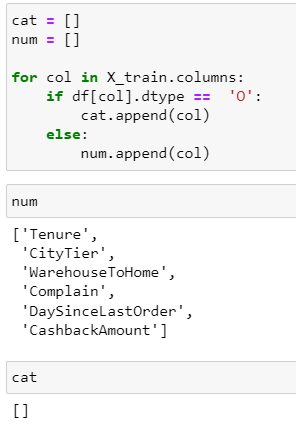 cat = []
num = []
for col in X_train.columns:
    if df[col].dtype ==  'O':
        cat.append(col)
    else:
        num.append(col)
num
['Tenure',
 'CityTier',
 'WarehouseToHome',
 'Complain',
 'DaySinceLastOrder',
 'CashbackAmount']
cat
[]